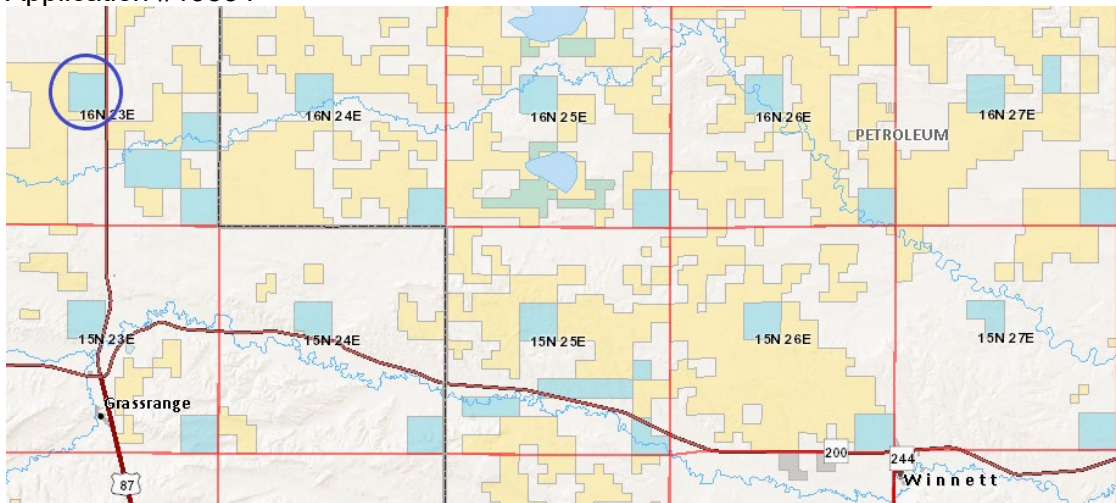 16N 23E
16N 24E
16N 25E
16N 26E
16N 27E
PETROLEUM
15N 23E
15N 24E
15N 25E
15N 26E
15N 27E
Grassrange
200
244
87
Winnett